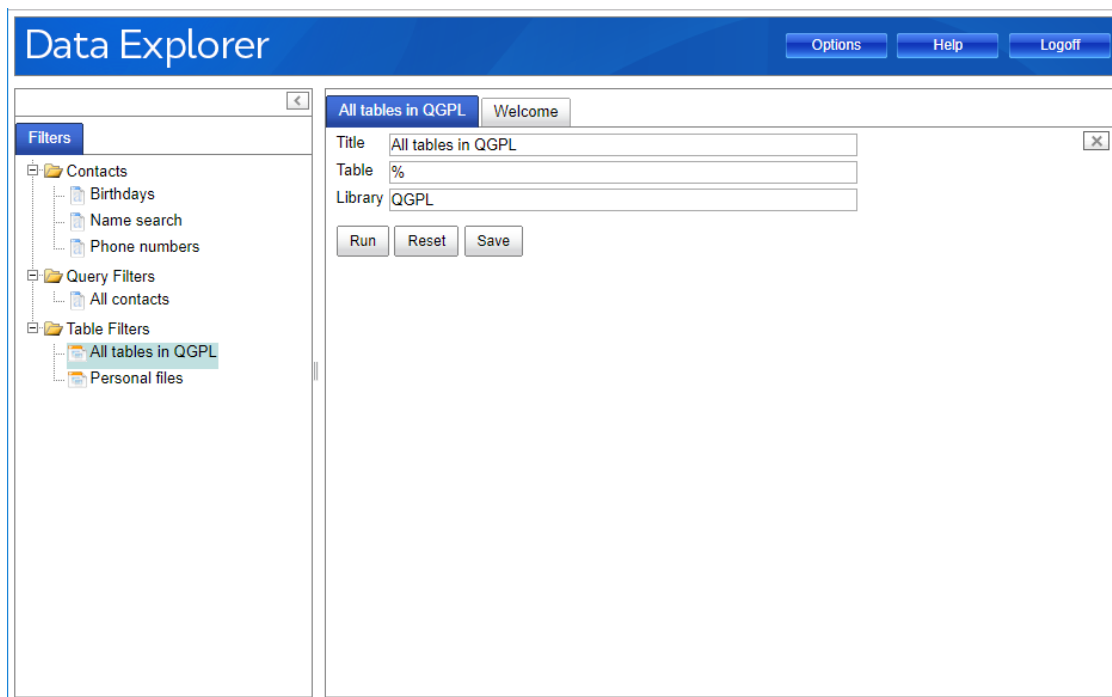 Data Explorer
Options Help Logoff
Filters
Contacts
Birthdays
Name search
Phone numbers
Query Filters
All contacts
Table Filters
All tables in QGPL
Personal files
All tables in QGPL Welcome
Title All tables in QGPL
Table %
Library QGPL
Run Reset Save